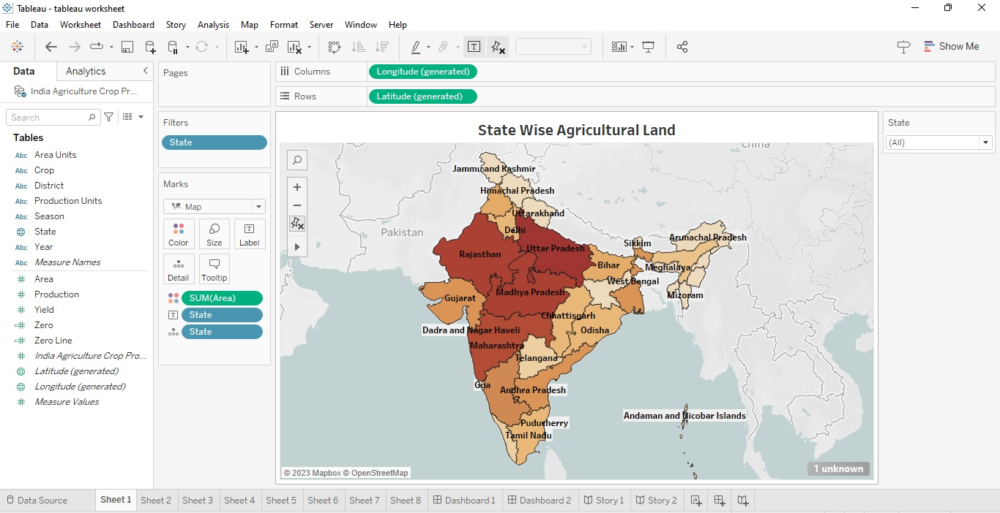 Tableau - tableau worksheet
File Data Worksheet Dashboard Story Analysis Map Format Server Window Help
Show Me
Data Analytics
India Agriculture Crop Pr...
Search
Tables
Abc Area Units
Abc Crop
Abc District
Abc Production Units
Abc Season
State
Abc Year
Abc Measure Names
Area
Production
Yield
Zero
Zero Line
India Agriculture Crop Pro...
Latitude (generated)
Longitude (generated)
Measure Values
Pages
Filters
State
Marks
Map
Color Size Label
Detail Tooltip
SUM(Area)
State
State
Columns Longitude (generated)
Rows Latitude (generated)
State Wise Agricultural Land
China
Jammu and Kashmir
Himachal Pradesh
Uttarakhand
Pakistan
Delhi
Arunachal Pradesh
Sikkim
Uttar Pradesh
Rajasthan
Bihar
Meghalaya
West Bengal
Madhya Pradesh
Mizoram
Gujarat
Chhattisgarh
Dadra and Nagar Haveli
Odisha
Maharashtra
Telangana
Goa
Andhra Pradesh
Andaman and Nicobar Islands
Puducherry
Tamil Nadu
1 unknown
© 2023 Mapbox © OpenStreetMap
State
(All)
Data Source Sheet 1 Sheet 2 Sheet 3 Sheet 4 Sheet 5 Sheet 6 Sheet 7 Sheet 8 Dashboard 1 Dashboard 2 Story 1 Story 2